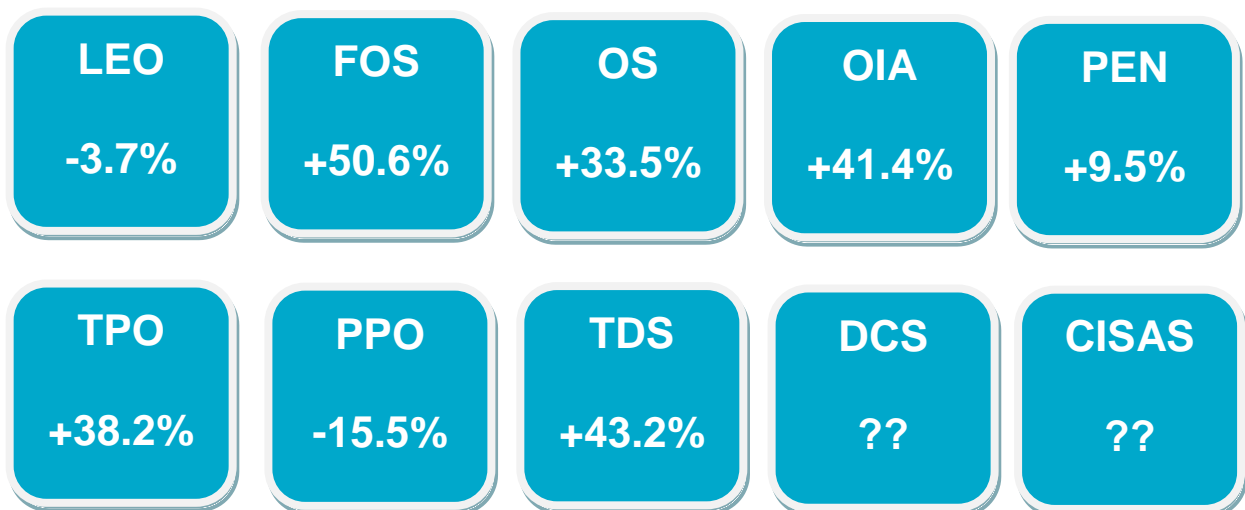 LEO
-3.7%
FOS
+50.6%
OS
+33.5%
OIA
+41.4%
PEN
+9.5%
TPO
+38.2%
PPO
-15.5%
TDS
+43.2%
DCS
??
CISAS
??